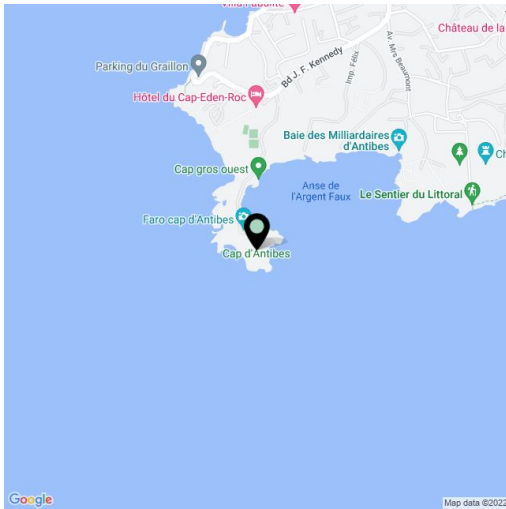 Villa Fabulite
Château de la
Parking du Graillon
Bd J. F. Kennedy
Imp. Félix
Av. Mrs Beaumont
Hôtel du Cap-Eden-Roc
Baie des Milliardaires
d'Antibes
Cap gros ouest
Ch
Anse de
l'Argent Faux
Le Sentier du Littoral
Faro cap d'Antibes
Cap d'Antibes
Google
Map data ©2022